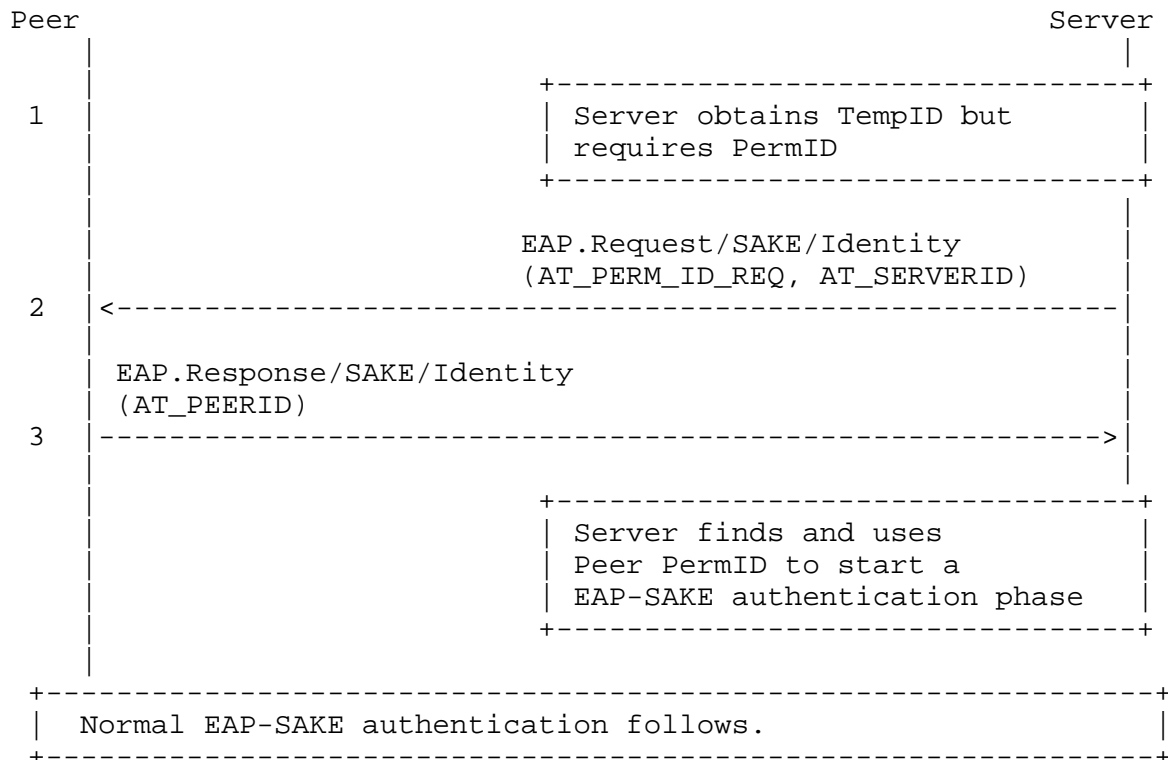 Peer Server
1 Server obtains TempID but
requires PermID
EAP.Request/SAKE/Identity
(AT_PERM_ID_REQ, AT_SERVERID)
2
EAP.Response/SAKE/Identity
(AT_PEERID)
3
Server finds and uses
Peer PermID to start a
EAP-SAKE authentication phase
Normal EAP-SAKE authentication follows.